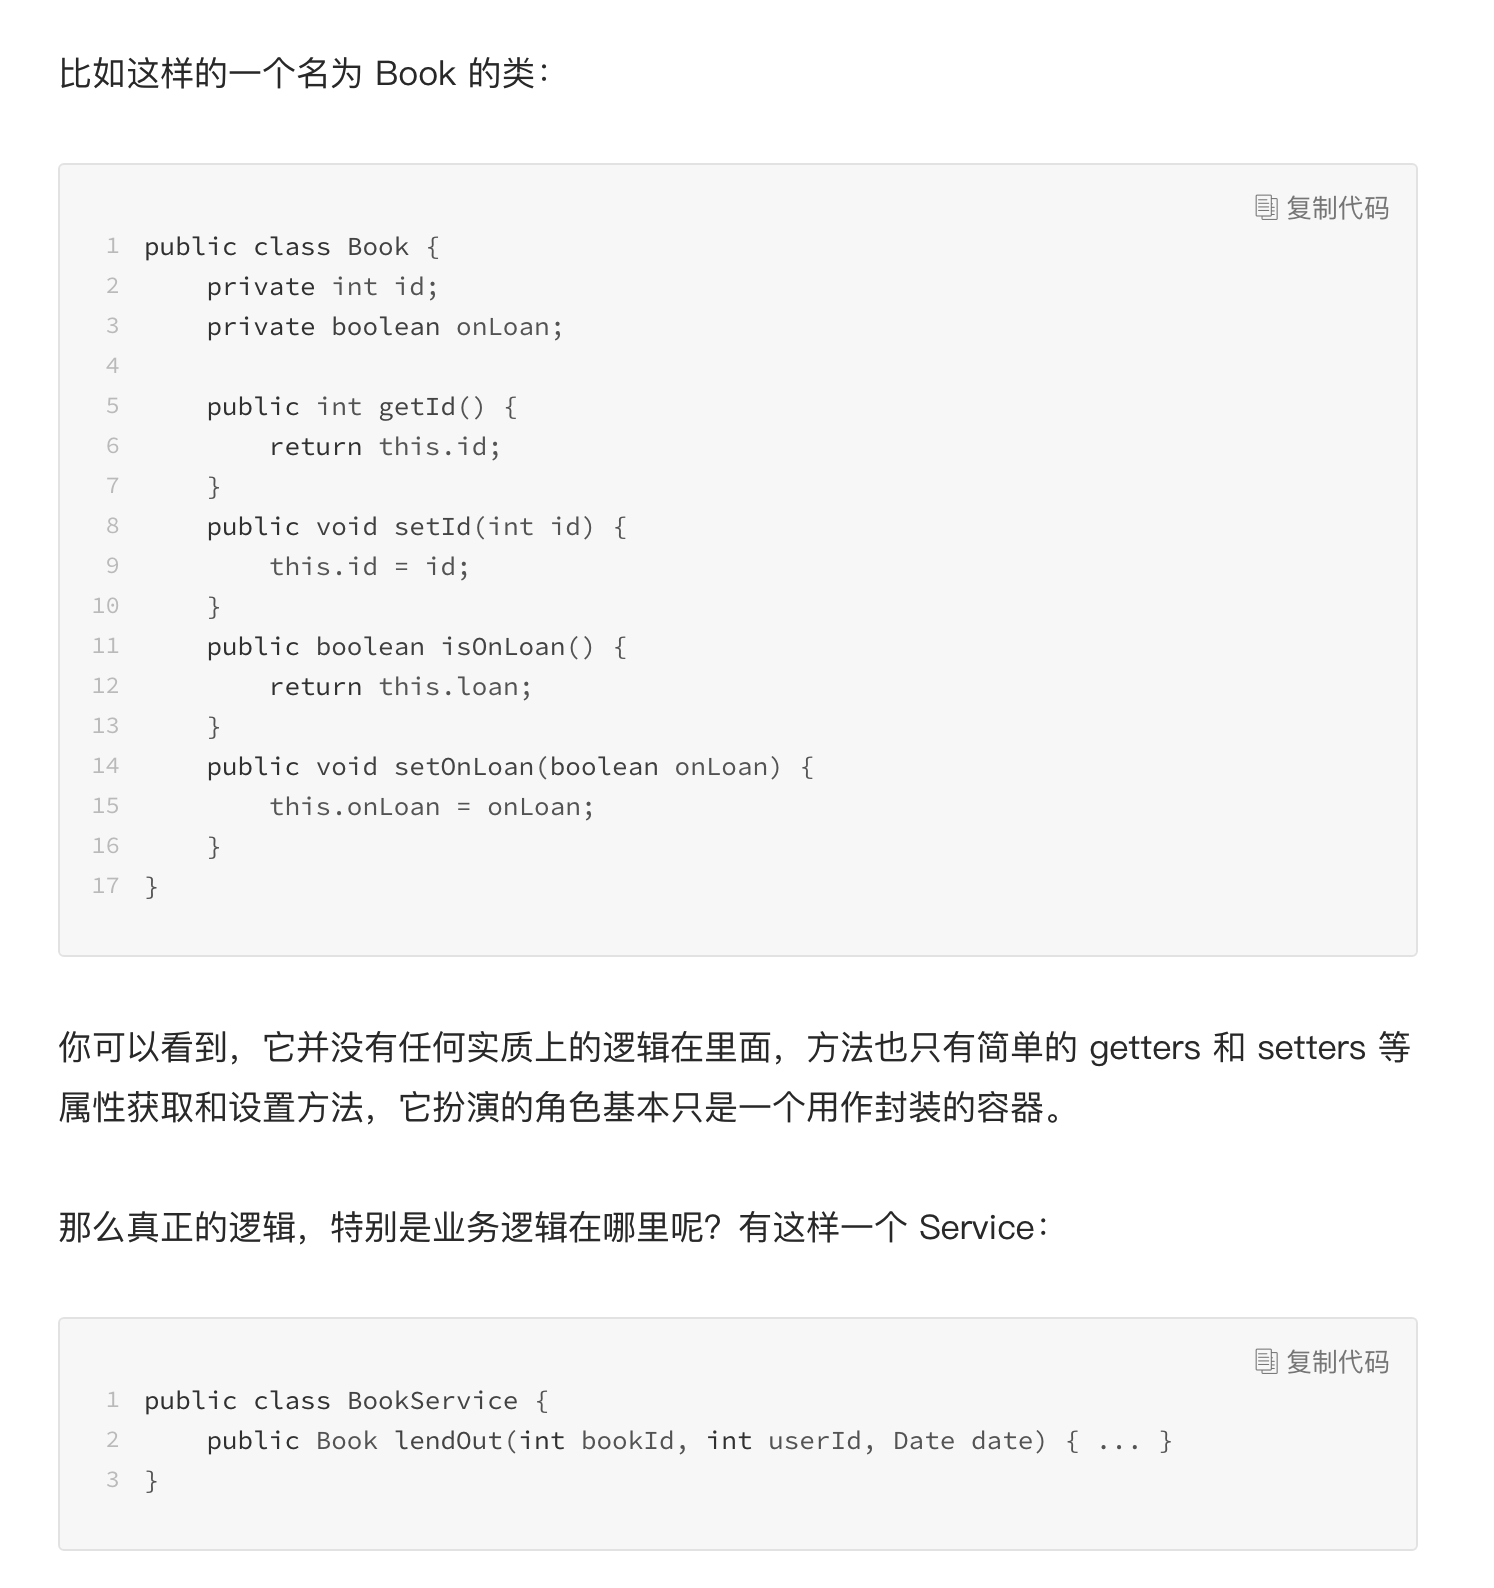 比如这样的一个名为 Book 的类：
复制代码
1 public class Book {
2     private int id;
3     private boolean onLoan;
4
5     public int getId() {
6         return this.id;
7     }
8     public void setId(int id) {
9         this.id = id;
10     }
11     public boolean isOnLoan() {
12         return this.loan;
13     }
14     public void setOnLoan(boolean onLoan) {
15         this.onLoan = onLoan;
16     }
17 }
你可以看到，它并没有任何实质上的逻辑在里面，方法也只有简单的 getters 和 setters 等
属性获取和设置方法，它扮演的角色基本只是一个用作封装的容器。
那么真正的逻辑，特别是业务逻辑在哪里呢？有这样一个 Service：
复制代码
1 public class BookService {
2     public Book lendOut(int bookId, int userId, Date date) { ... }
3 }